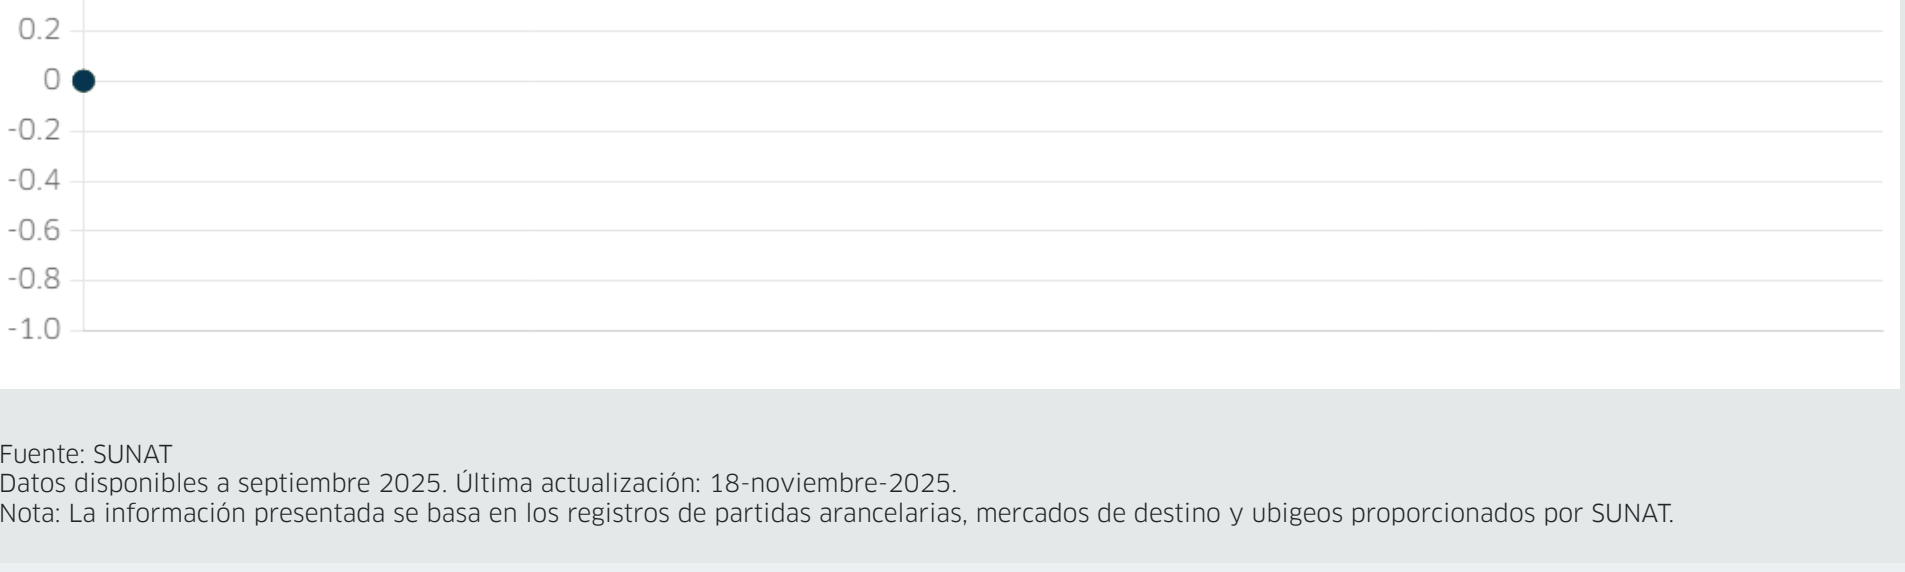 0.2
0
-0.2
-0.4
-0.6
-0.8
-1.0
Fuente: SUNAT
Datos disponibles a septiembre 2025. Última actualización: 18-noviembre-2025.
Nota: La información presentada se basa en los registros de partidas arancelarias, mercados de destino y ubigeos proporcionados por SUNAT.